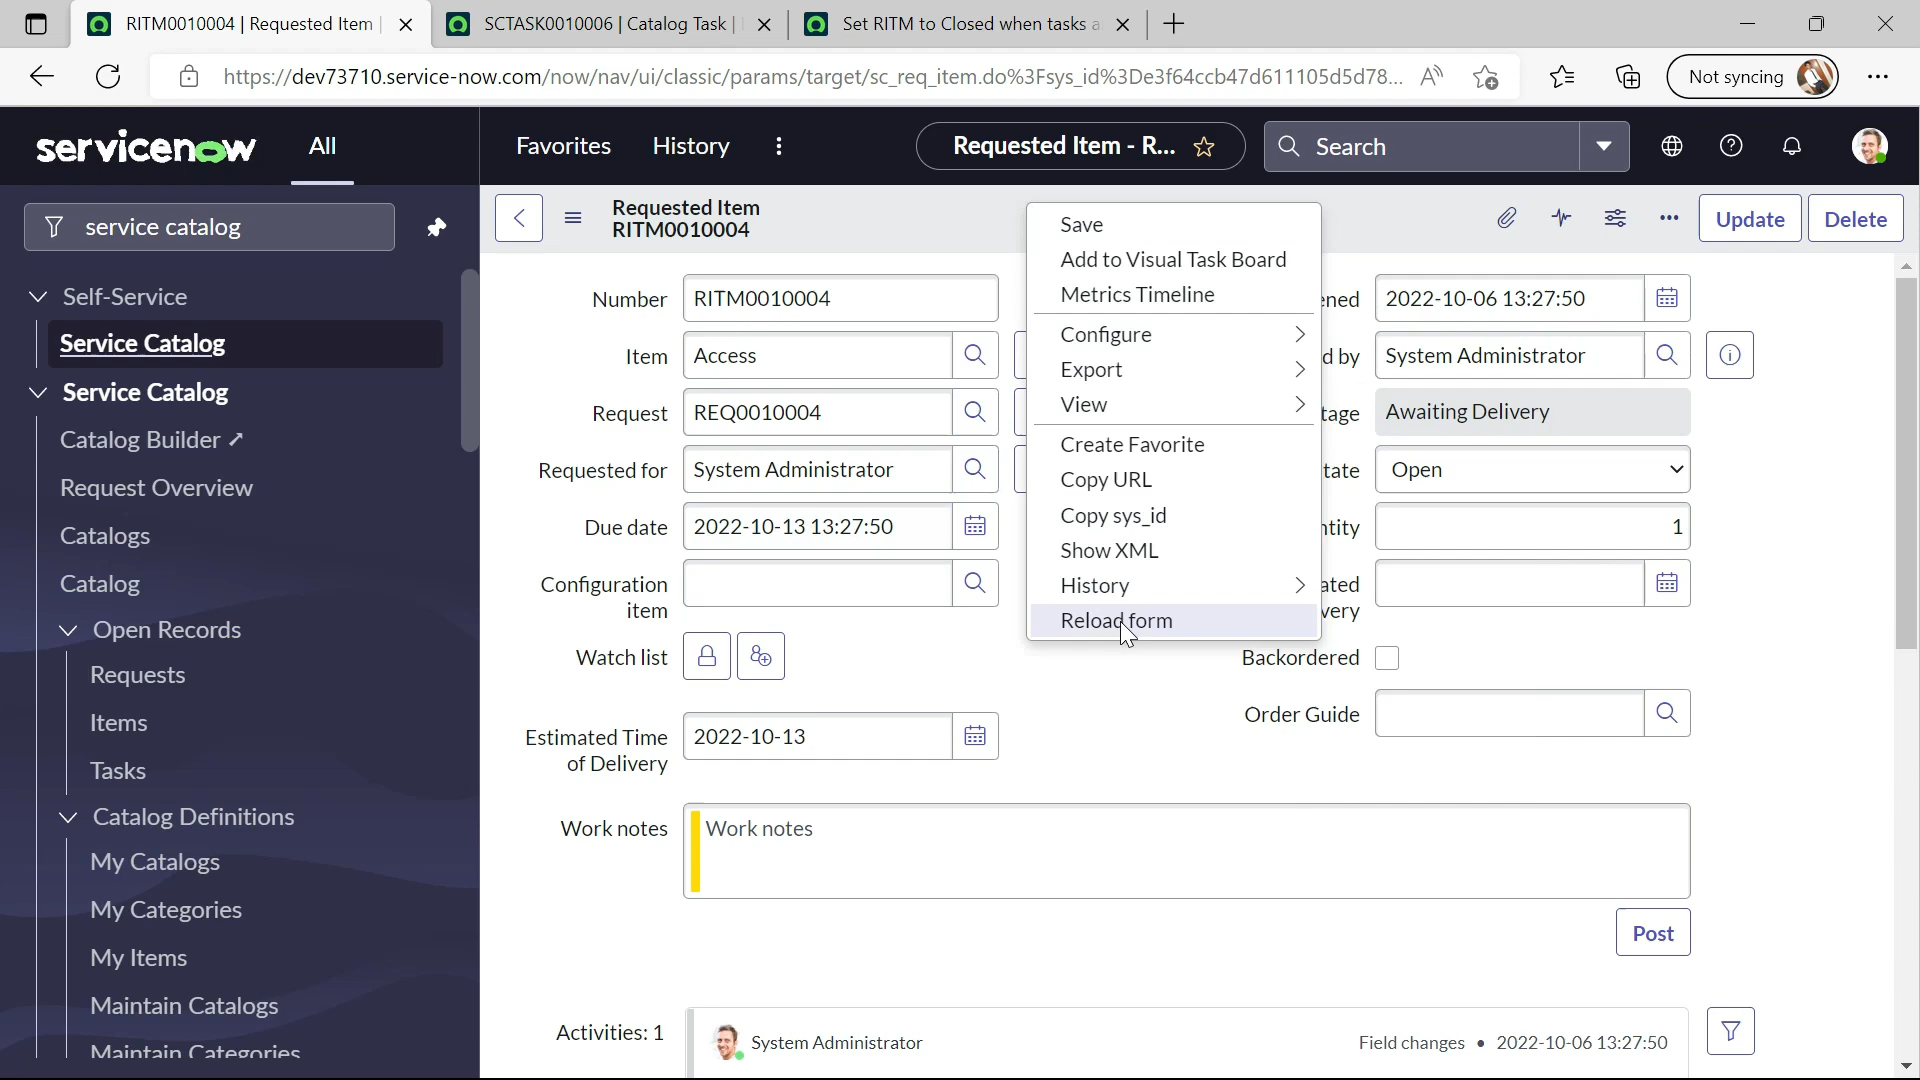 RITM0010004 | Requested Item |
SCTASK0010006 | Catalog Task |
Set RITM to Closed when tasks a
https://dev73710.service-now.com/now/nav/ui/classic/params/target/sc_req_item.do%3Fsys_id%3De3f64ccb47d611105d5d78...
Not syncing
servicenow
All
Favorites
History
Requested Item - R...
Search
service catalog
Self-Service
Service Catalog
Service Catalog
Catalog Builder
Request Overview
Catalogs
Catalog
Open Records
Requests
Items
Tasks
Catalog Definitions
My Catalogs
My Categories
My Items
Maintain Catalogs
Maintain Categories
Requested Item
RITM0010004
Update
Delete
Number
RITM0010004
Item
Access
Request
REQ0010004
Requested for
System Administrator
Due date
2022-10-13 13:27:50
Configuration
item
Watch list
Estimated Time
of Delivery
2022-10-13
Save
Add to Visual Task Board
Metrics Timeline
Configure
Export
View
Create Favorite
Copy URL
Copy sys_id
Show XML
History
Reload form
ened
2022-10-06 13:27:50
d by
System Administrator
tage
Awaiting Delivery
tate
Open
ntity
1
ated
very
Backordered
Order Guide
Work notes
Work notes
Post
Activities: 1
System Administrator
Field changes • 2022-10-06 13:27:50